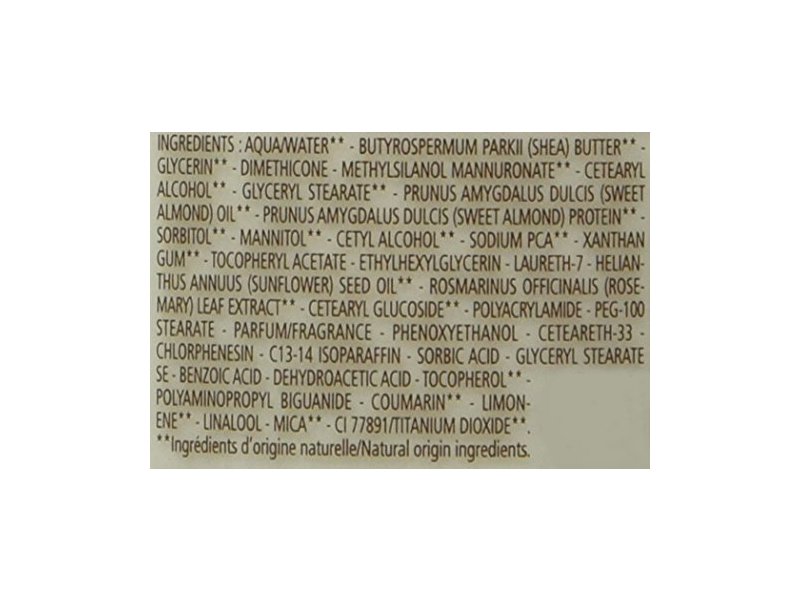 INGREDIENTS : AQUA/WATER** - BUTYROSPERMUM PARKII (SHEA) BUTTER** -
GLYCERIN** - DIMETHICONE - METHYLSILANOL MANNURONATE** - CETEARYL
ALCOHOL** - GLYCERYL STEARATE** - PRUNUS AMYGDALUS DULCIS (SWEET
ALMOND) OIL** - PRUNUS AMYGDALUS DULCIS (SWEET ALMOND) PROTEIN** -
SORBITOL** - MANNITOL** - CETYL ALCOHOL** - SODIUM PCA** - XANTHAN
GUM** - TOCOPHERYL ACETATE - ETHYLHEXYLGLYCERIN - LAURETH-7 - HELIAN-
THUS ANNUUS (SUNFLOWER) SEED OIL** - ROSMARINUS OFFICINALIS (ROSE-
MARY) LEAF EXTRACT** - CETEARYL GLUCOSIDE** - POLYACRYLAMIDE - PEG-100
STEARATE - PARFUM/FRAGRANCE - PHENOXYETHANOL - CETEARETH-33 -
CHLORPHENESIN - C13-14 ISOPARAFFIN - SORBIC ACID - GLYCERYL STEARATE
SE - BENZOIC ACID - DEHYDROACETIC ACID - TOCOPHEROL** -
POLYAMINOPROPYL BIGUANIDE - COUMARIN** - LIMON-
ENE** - LINALOOL - MICA** - CI 77891/TITANIUM DIOXIDE**.
**Ingrédients d'origine naturelle/Natural origin ingredients.